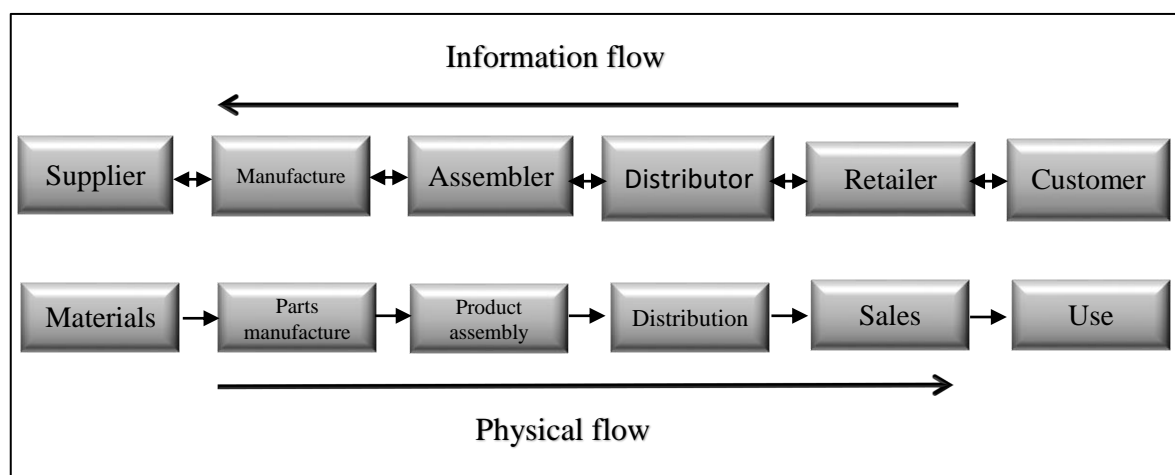 Information flow
Supplier
Manufacture
Assembler
Distributor
Retailer
Customer
Materials
Parts
manufacture
Product
assembly
Distribution
Sales
Use
Physical flow